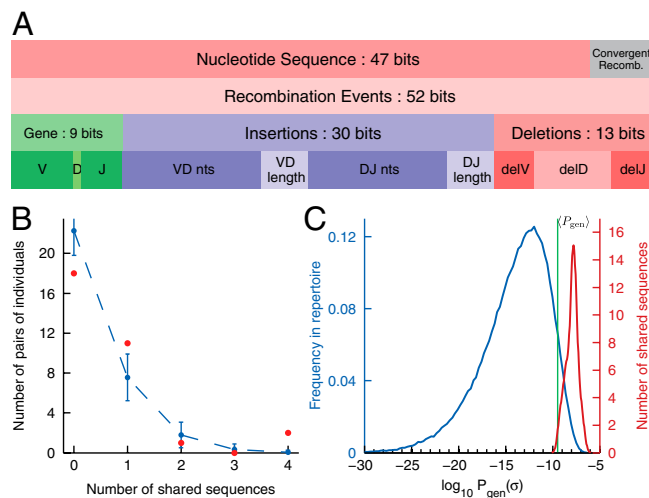 A
Nucleotide Sequence : 47 bits
Convergent
Recomb.
Recombination Events : 52 bits
Gene : 9 bits
Insertions : 30 bits
Deletions : 13 bits
V
D
J
VD nts
VD
length
DJ nts
DJ
length
delV
delD
delJ
B
Number of pairs of individuals
20
16
12
8
4
0
0
1
2
3
4
Number of shared sequences
C
Frequency in repertoire
0.12
0.08
0.04
0
⟨P_gen⟩
−30
−25
−20
−15
−10
−5
log₁₀ P_gen(σ)
16
14
12
10
8
6
4
2
0
Number of shared sequences